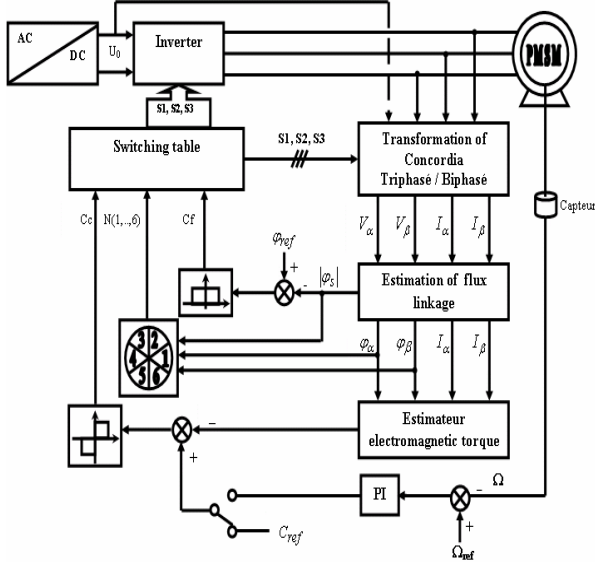 AC
DC
U0
Inverter
PMSM
S1, S2, S3
Switching table
S1, S2, S3
Transformation of
Concordia
Triphasé / Biphasé
Capteur
Cc
N(1,..,6)
Cf
Vα
Vβ
Iα
Iβ
φref
+
-
|φs|
Estimation of flux
linkage
φα
φβ
Iα
Iβ
3
2
4
1
5
6
Estimateur
electromagnetic torque
-
+
PI
-
Ω
+
Cref
Ωref